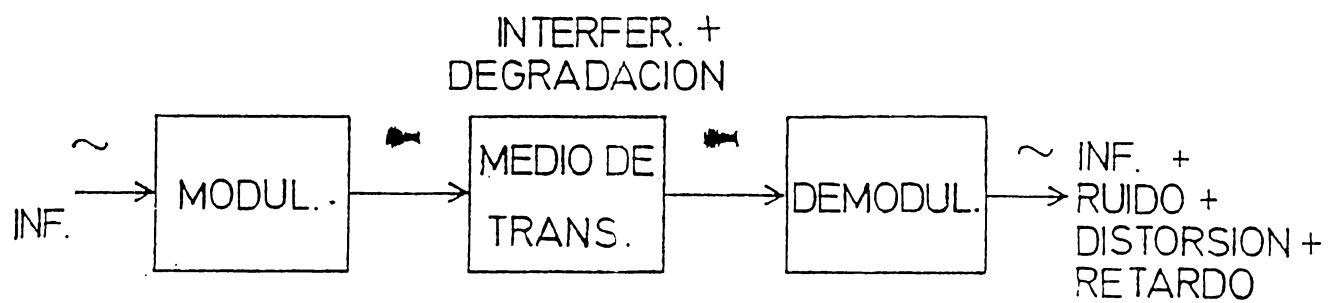 INTERFER. +
DEGRADACION
INF.
MODUL.
MEDIO DE
TRANS.
DEMODUL.
~ INF. +
RUIDO +
DISTORSION +
RETARDO